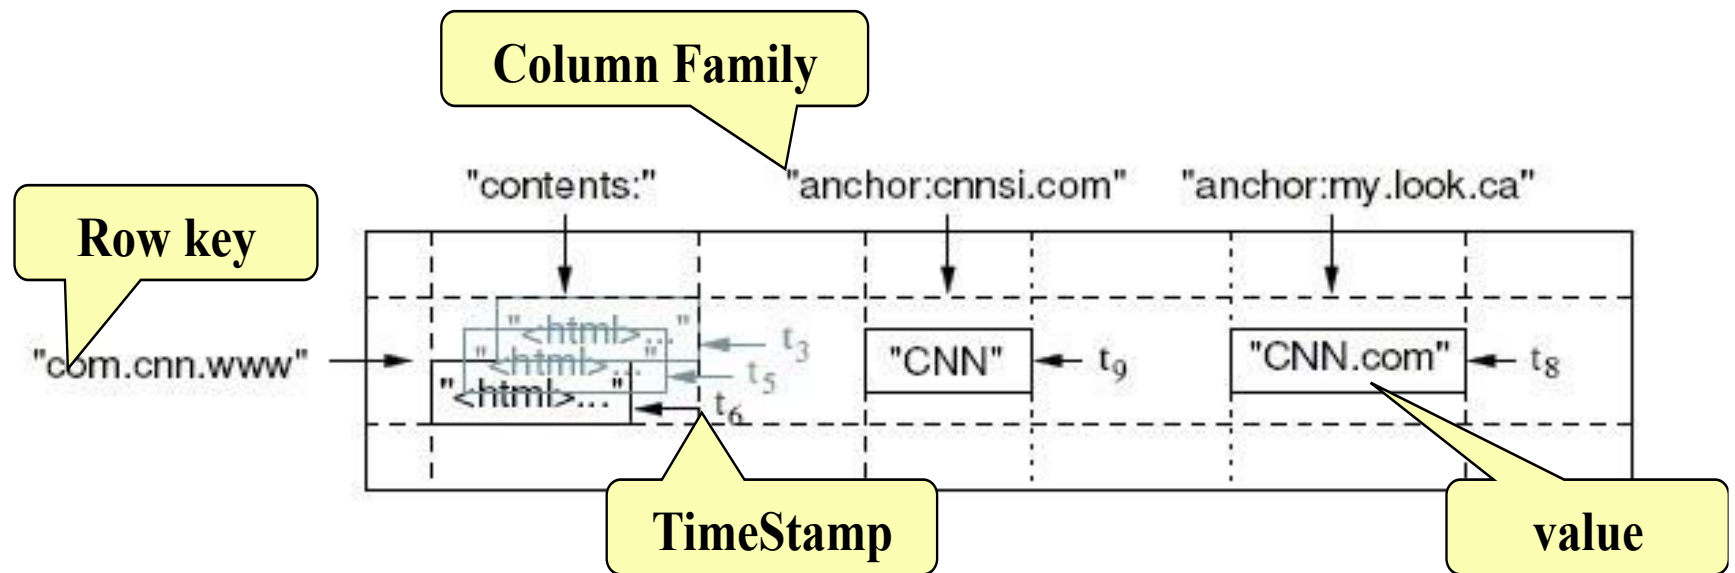 Column Family
"contents:" "anchor:cnnsi.com" "anchor:my.look.ca"
Row key
"<html>..." t3
"com.cnn.www" "<html>..." t5 "CNN" t9 "CNN.com" t8
"<html>..." t6
TimeStamp value